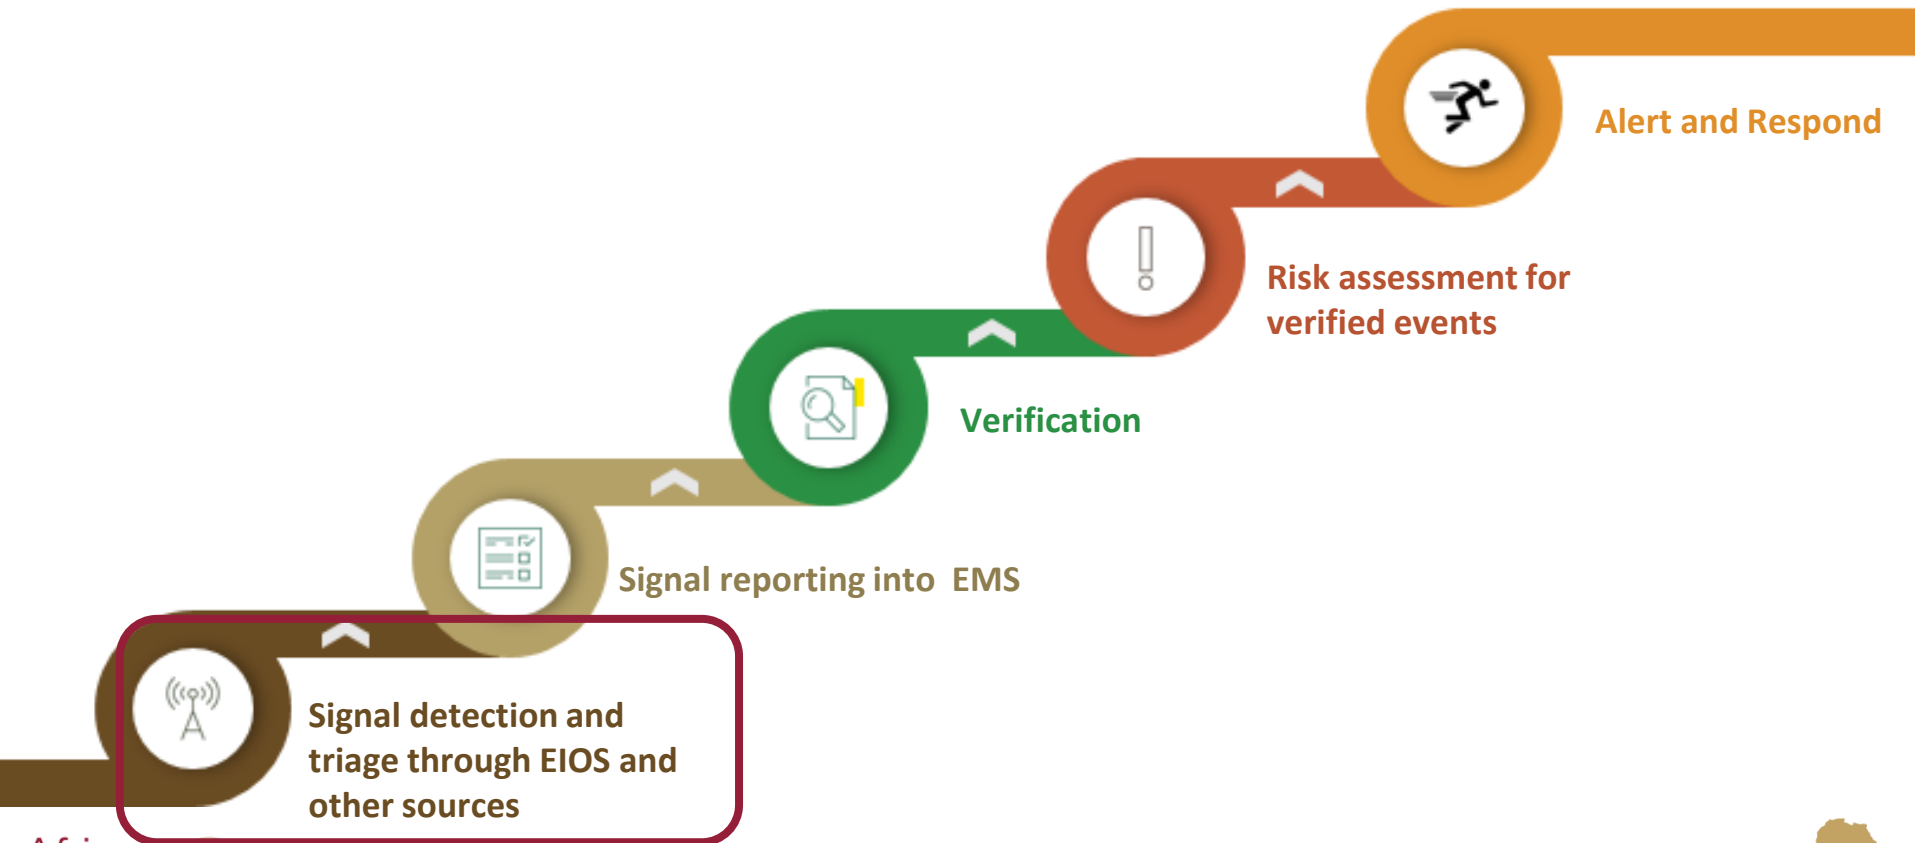 Alert and Respond
Risk assessment for
verified events
Verification
Signal reporting into EMS
Signal detection and
triage through EIOS and
other sources